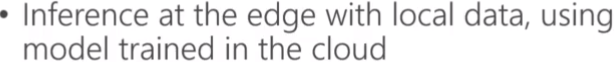 • Inference at the edge with local data, using
model trained in the cloud